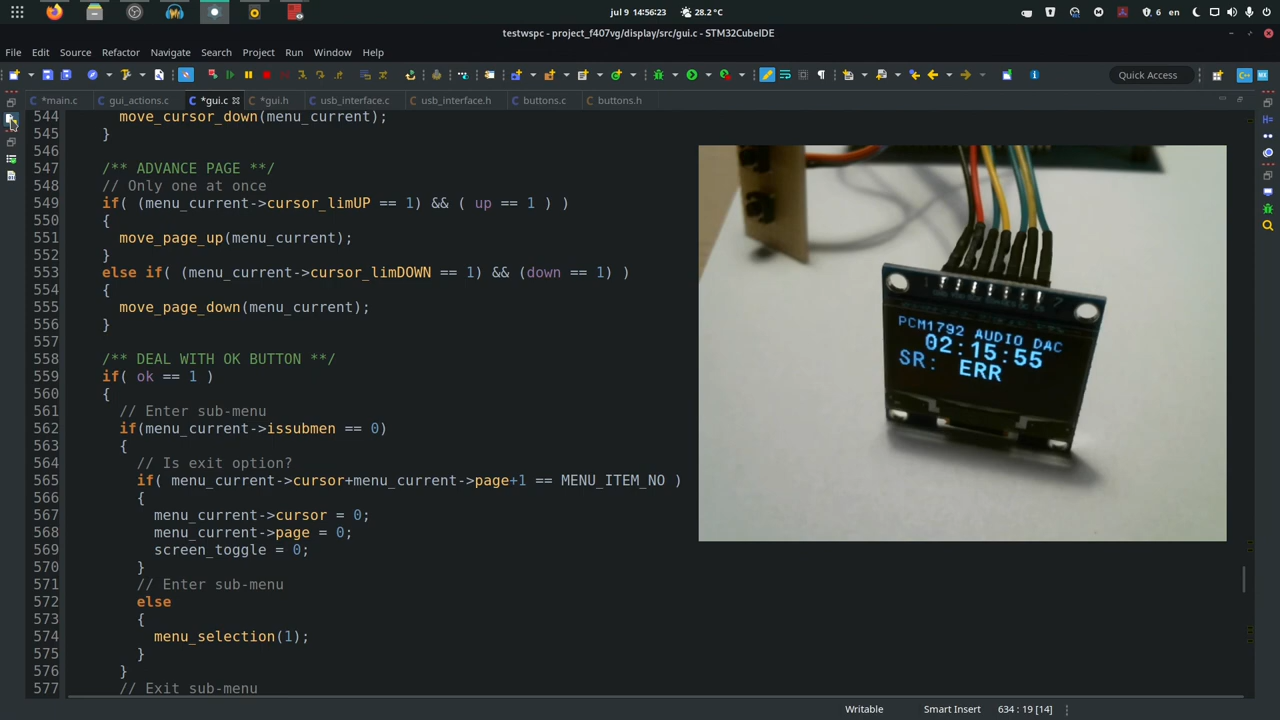 jul 9 14:56:23
28.2 °C
6 en
testwspc - project_f407vg/display/src/gui.c - STM32CubeIDE
File Edit Source Refactor Navigate Search Project Run Window Help
Quick Access
*main.c gui_actions.c *gui.c *gui.h usb_interface.c usb_interface.h buttons.c buttons.h
544 move_cursor_down(menu_current);
545 }
546
547 /** ADVANCE PAGE **/
548 // Only one at once
549 if( (menu_current->cursor_limUP == 1) && ( up == 1 ) )
550 {
551 move_page_up(menu_current);
552 }
553 else if( (menu_current->cursor_limDOWN == 1) && (down == 1) )
554 {
555 move_page_down(menu_current);
556 }
557
558 /** DEAL WITH OK BUTTON **/
559 if( ok == 1 )
560 {
561 // Enter sub-menu
562 if(menu_current->issubmen == 0)
563 {
564 // Is exit option?
565 if( menu_current->cursor+menu_current->page+1 == MENU_ITEM_NO )
566 {
567 menu_current->cursor = 0;
568 menu_current->page = 0;
569 screen_toggle = 0;
570 }
571 // Enter sub-menu
572 else
573 {
574 menu_selection(1);
575 }
576 }
577 // Exit sub-menu
PCM1792 AUDIO DAC
02:15:55
SR: ERR
Writable
Smart Insert
634 : 19 [14]